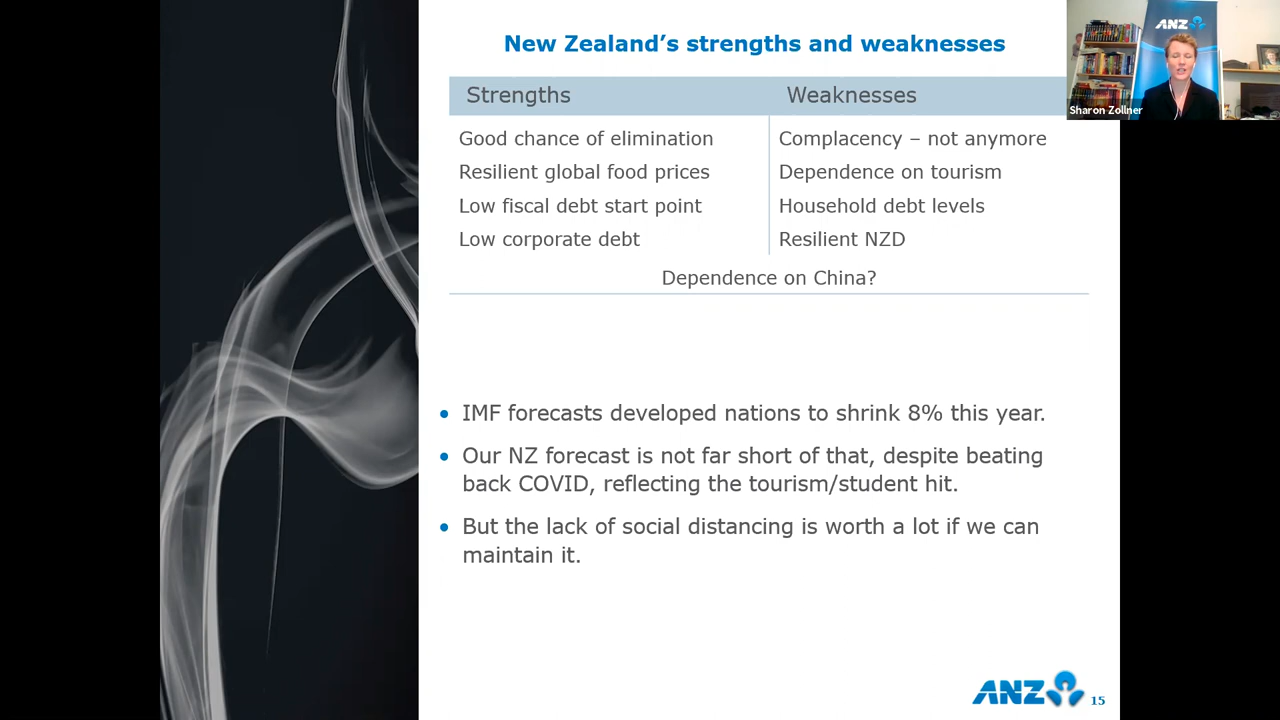 New Zealand's strengths and weaknesses
ANZ
Sharon Zollner
Strengths Weaknesses
Good chance of elimination Complacency – not anymore
Resilient global food prices Dependence on tourism
Low fiscal debt start point Household debt levels
Low corporate debt Resilient NZD
Dependence on China?
• IMF forecasts developed nations to shrink 8% this year.
• Our NZ forecast is not far short of that, despite beating
back COVID, reflecting the tourism/student hit.
• But the lack of social distancing is worth a lot if we can
maintain it.
ANZ 15